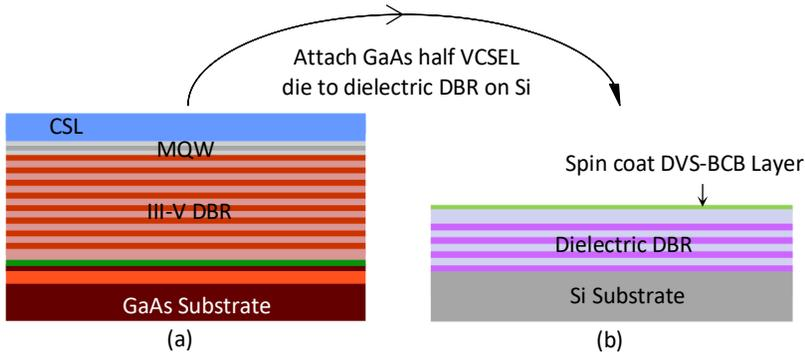 Attach GaAs half VCSEL
die to dielectric DBR on Si
CSL
MQW
III-V DBR
GaAs Substrate
(a)
Spin coat DVS-BCB Layer
Dielectric DBR
Si Substrate
(b)